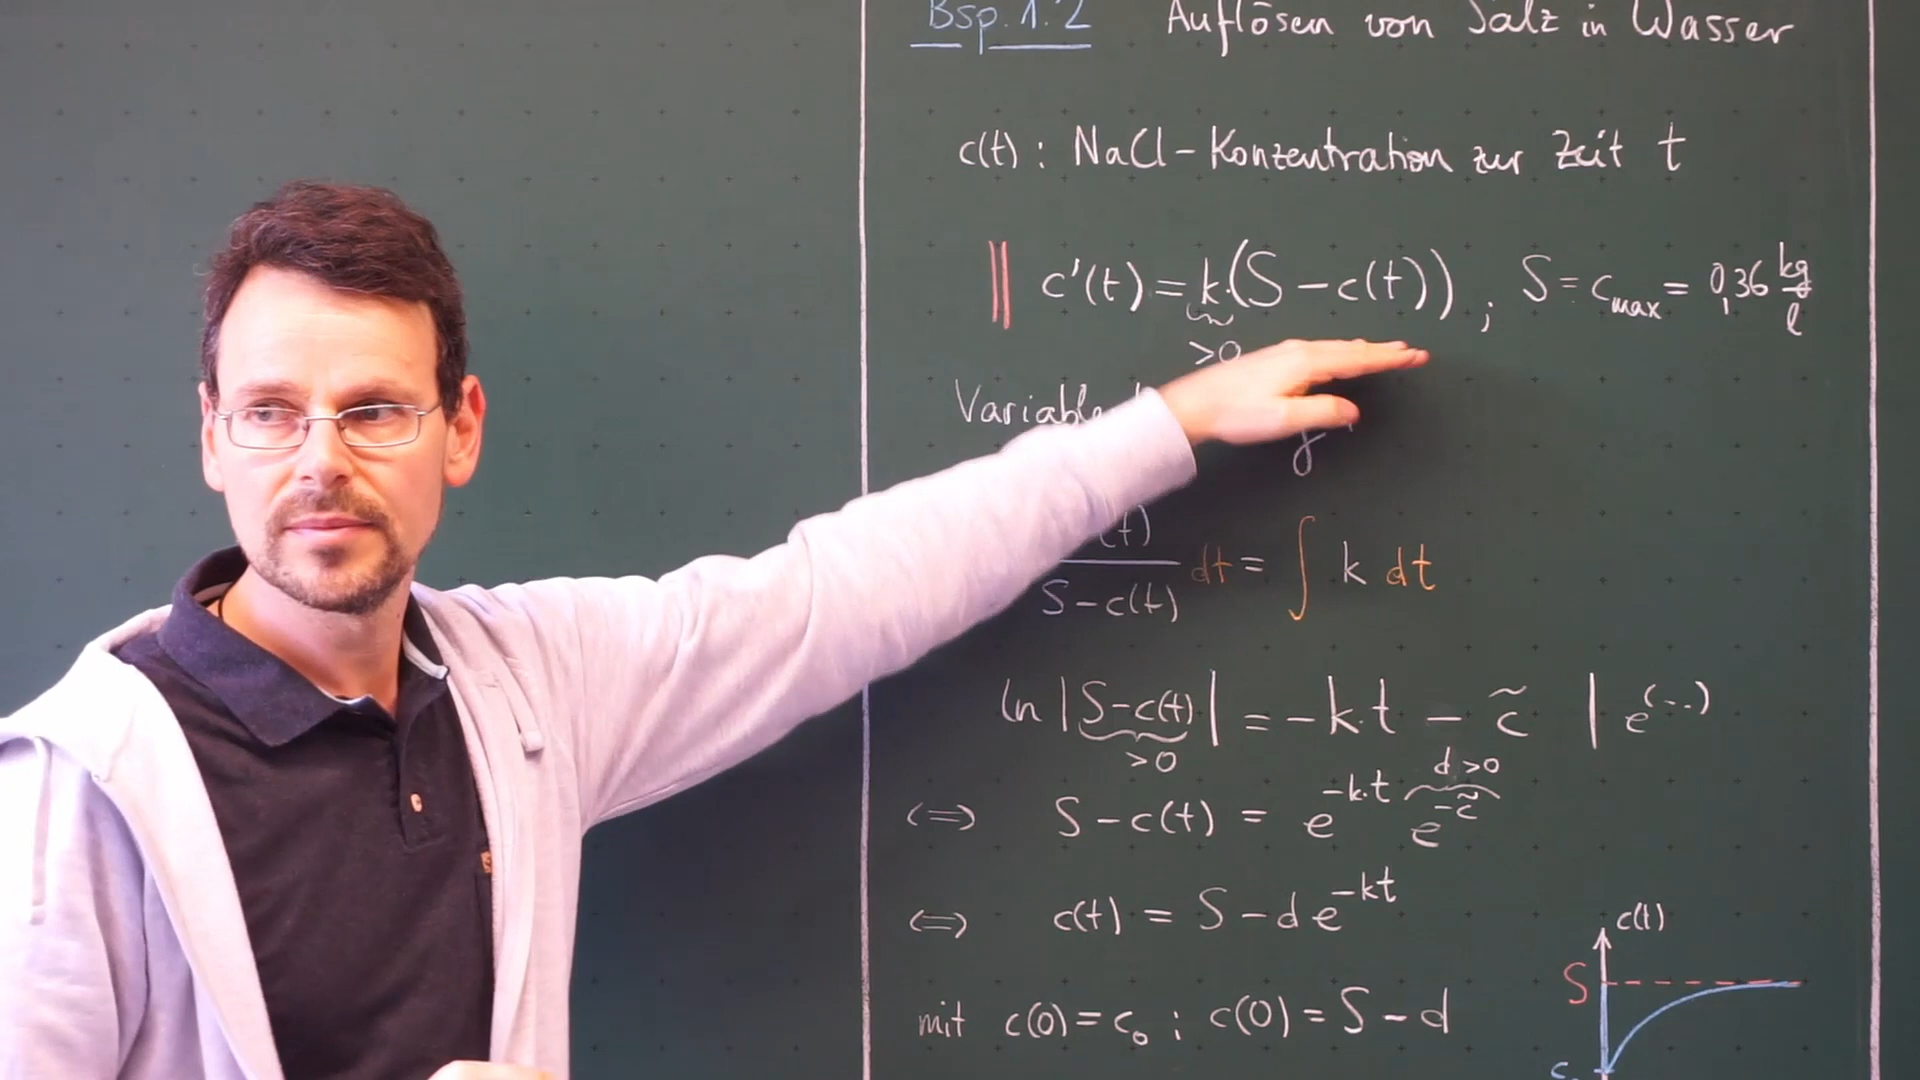 Bsp. 1.2 Auflösen von Salz in Wasser
c(t) : NaCl-Konzentration zur Zeit t
c'(t) = k·(S - c(t)) ; S = c_max = 0,36 kg/l
>0
dt = ∫ k dt
S-c(t)
ln |S-c(t)| = -k·t - c̃ | e^(...)
>0
d >0
⟺ S-c(t) = e^(-k·t) e^(-c̃)
⟺ c(t) = S - d e^(-kt)
mit c(0) = c₀ ; c(0) = S - d
c(t)
S